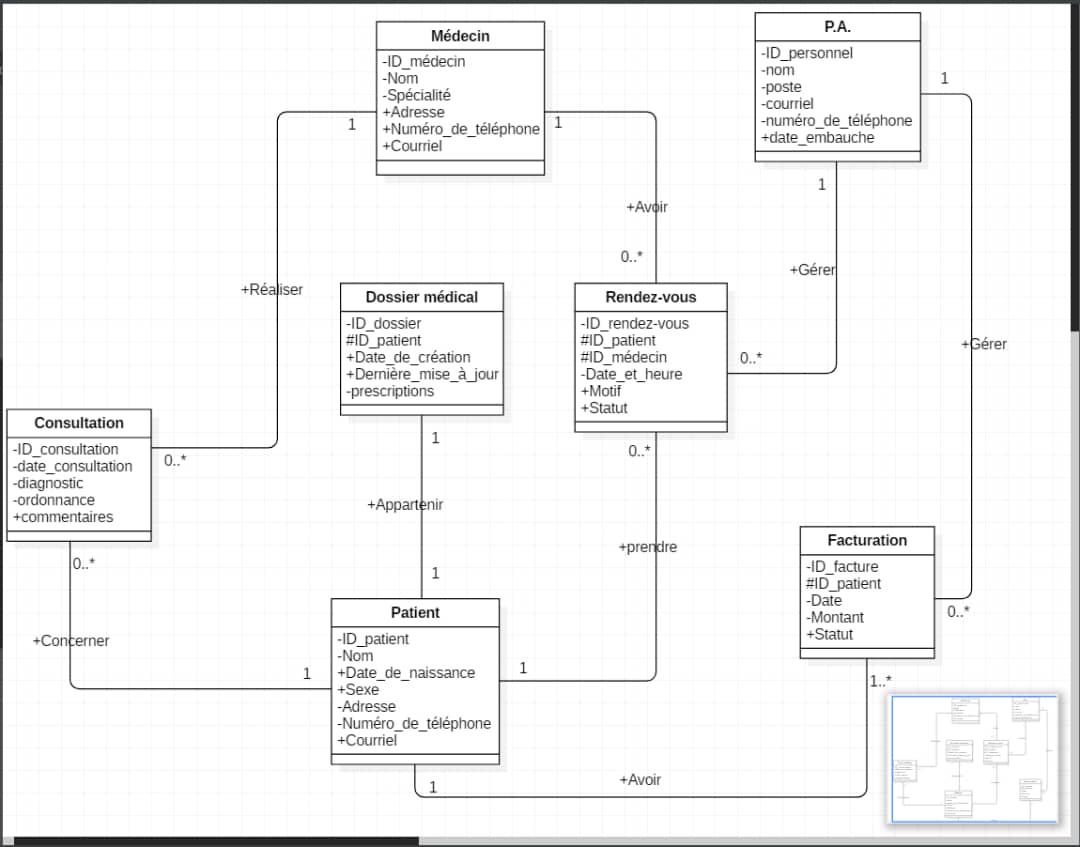 Médecin
-ID_médecin
-Nom
-Spécialité
+Adresse
+Numéro_de_téléphone
+Courriel
1
1
P.A.
-ID_personnel
-nom
-poste
-courriel
-numéro_de_téléphone
+date_embauche
1
1
+Avoir
0..*
+Gérer
+Réaliser
+Gérer
Dossier médical
-ID_dossier
#ID_patient
+Date_de_création
+Dernière_mise_à_jour
-prescriptions
1
Rendez-vous
-ID_rendez-vous
#ID_patient
#ID_médecin
-Date_et_heure
+Motif
+Statut
0..*
0..*
Consultation
-ID_consultation
-date_consultation
-diagnostic
-ordonnance
+commentaires
0..*
0..*
+Appartenir
+prendre
1
+Concerner
1
Patient
-ID_patient
-Nom
+Date_de_naissance
+Sexe
-Adresse
-Numéro_de_téléphone
+Courriel
1
1
+Avoir
Facturation
-ID_facture
#ID_patient
-Date
-Montant
+Statut
0..*
1..*